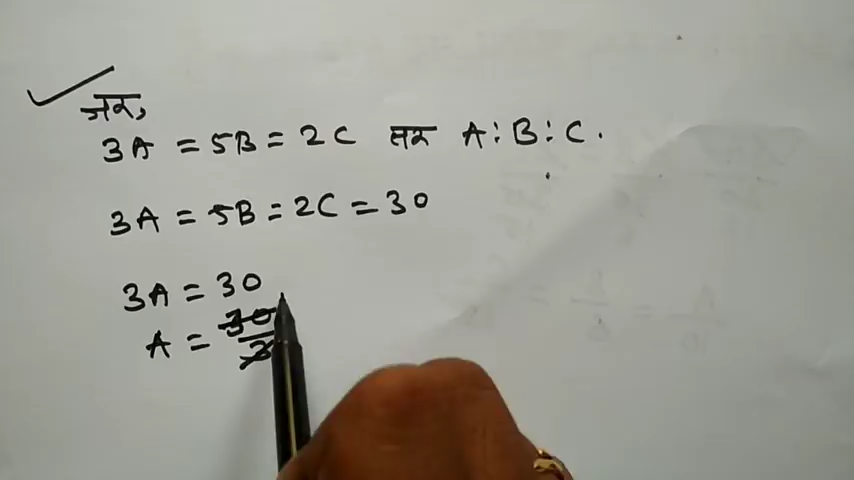 जब,
3A = 5B = 2C तब A:B:C.
3A = 5B = 2C = 30
3A = 30
A = 30/3